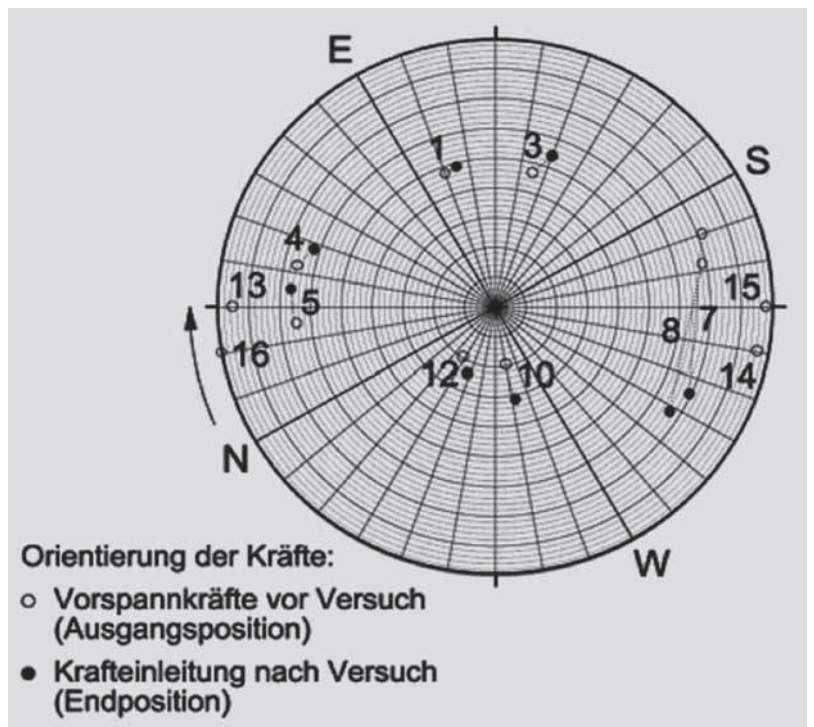 E
S
1
3
4
13
5
15
7
8
16
12
10
14
N
W
Orientierung der Kräfte:
Vorspannkräfte vor Versuch
(Ausgangsposition)
Krafteinleitung nach Versuch
(Endposition)